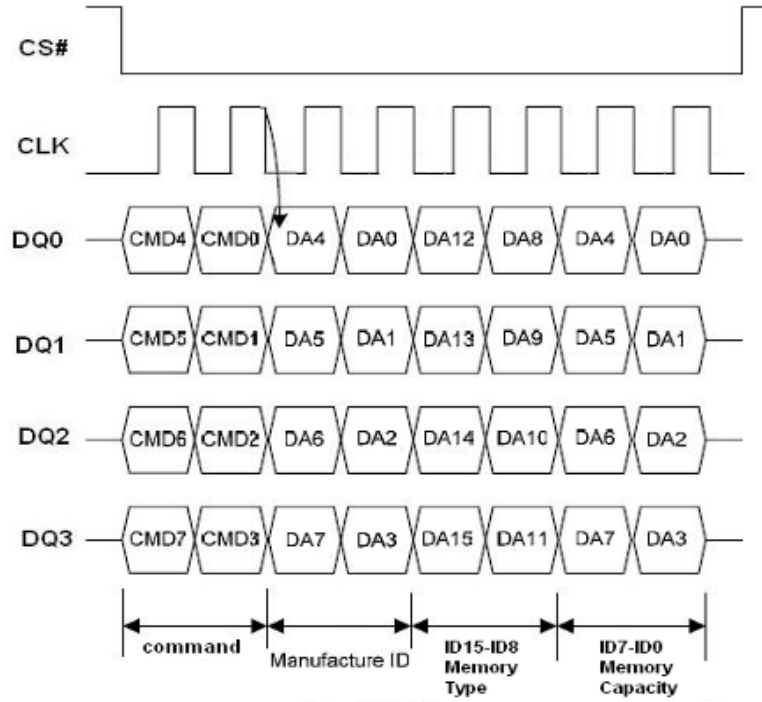 CS#
CLK
DQ0 CMD4 CMD0 DA4 DA0 DA12 DA8 DA4 DA0
DQ1 CMD5 CMD1 DA5 DA1 DA13 DA9 DA5 DA1
DQ2 CMD6 CMD2 DA6 DA2 DA14 DA10 DA6 DA2
DQ3 CMD7 CMD3 DA7 DA3 DA15 DA11 DA7 DA3
command
Manufacture ID
ID15-ID8
Memory
Type
ID7-ID0
Memory
Capacity